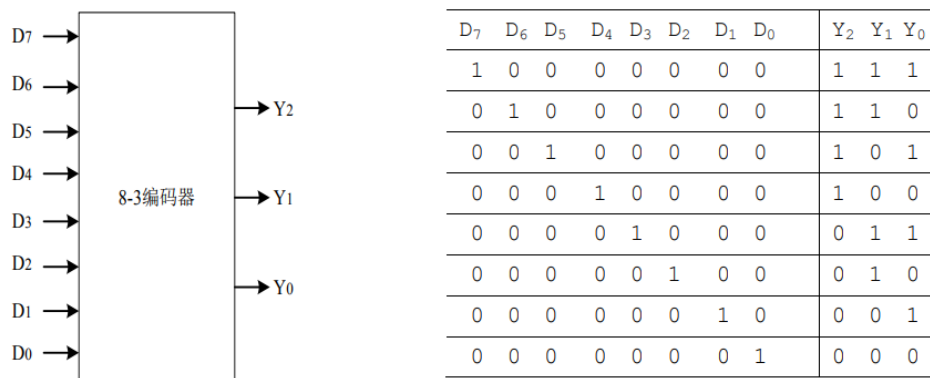 D7
D6
D5
D4
D3
D2
D1
D0
8-3编码器
Y2
Y1
Y0
D7 D6 D5 D4 D3 D2 D1 D0 Y2 Y1 Y0
1 0 0 0 0 0 0 0 1 1 1
0 1 0 0 0 0 0 0 1 1 0
0 0 1 0 0 0 0 0 1 0 1
0 0 0 1 0 0 0 0 1 0 0
0 0 0 0 1 0 0 0 0 1 1
0 0 0 0 0 1 0 0 0 1 0
0 0 0 0 0 0 1 0 0 0 1
0 0 0 0 0 0 0 1 0 0 0